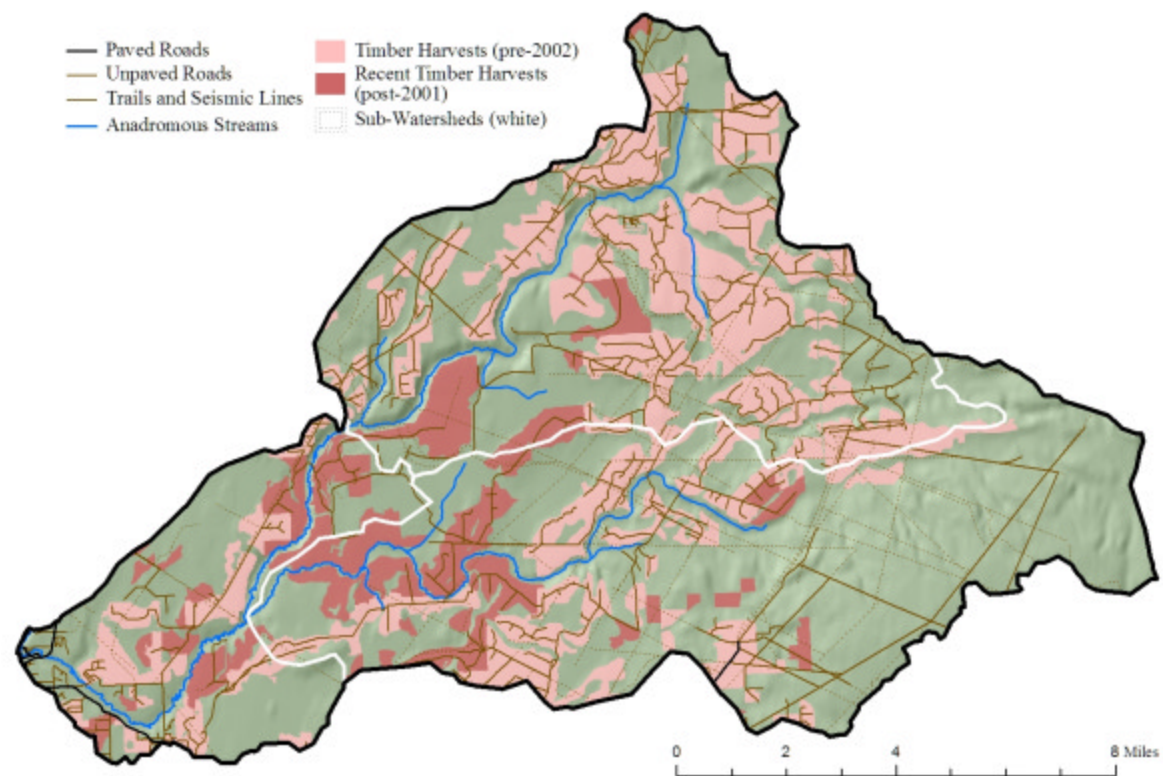 Paved Roads
Unpaved Roads
Trails and Seismic Lines
Anadromous Streams
Timber Harvests (pre-2002)
Recent Timber Harvests
(post-2001)
Sub-Watersheds (white)
0 2 4 8 Miles